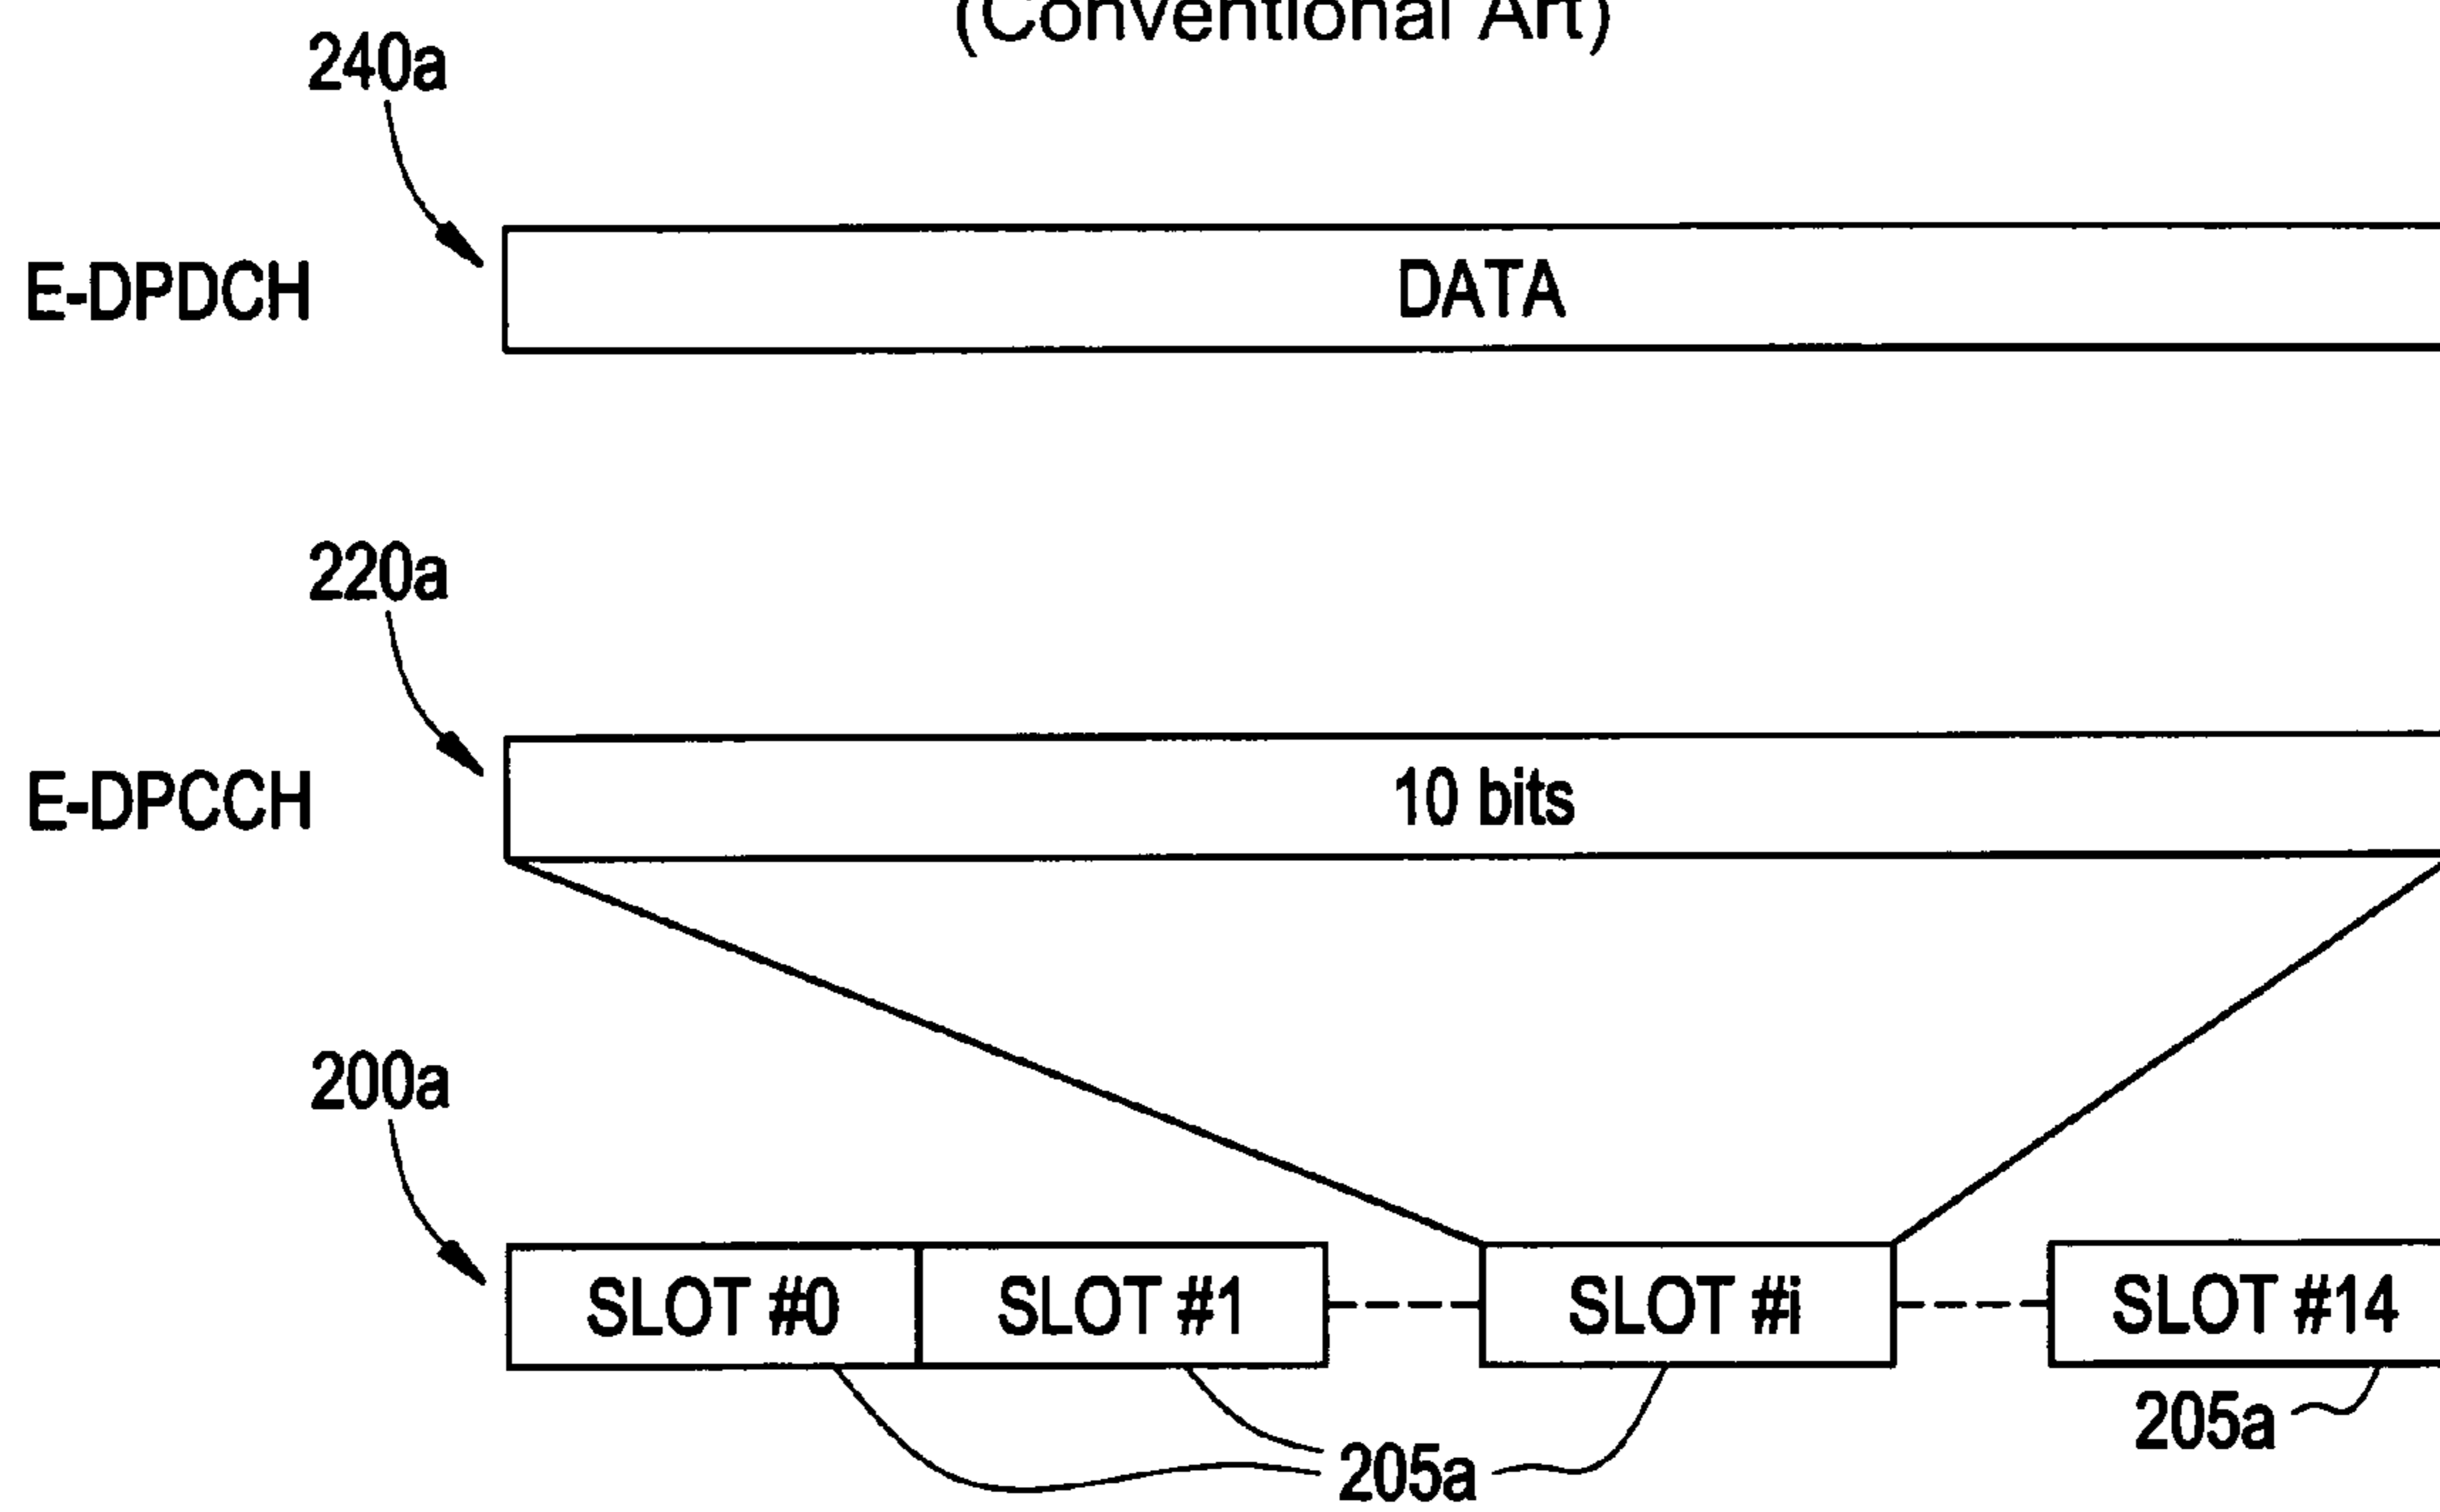 (Conventional Art)
240a
E-DPDCH
DATA
220a
E-DPCCH
10 bits
200a
SLOT #0
SLOT #1
SLOT #i
SLOT #14
205a
205a